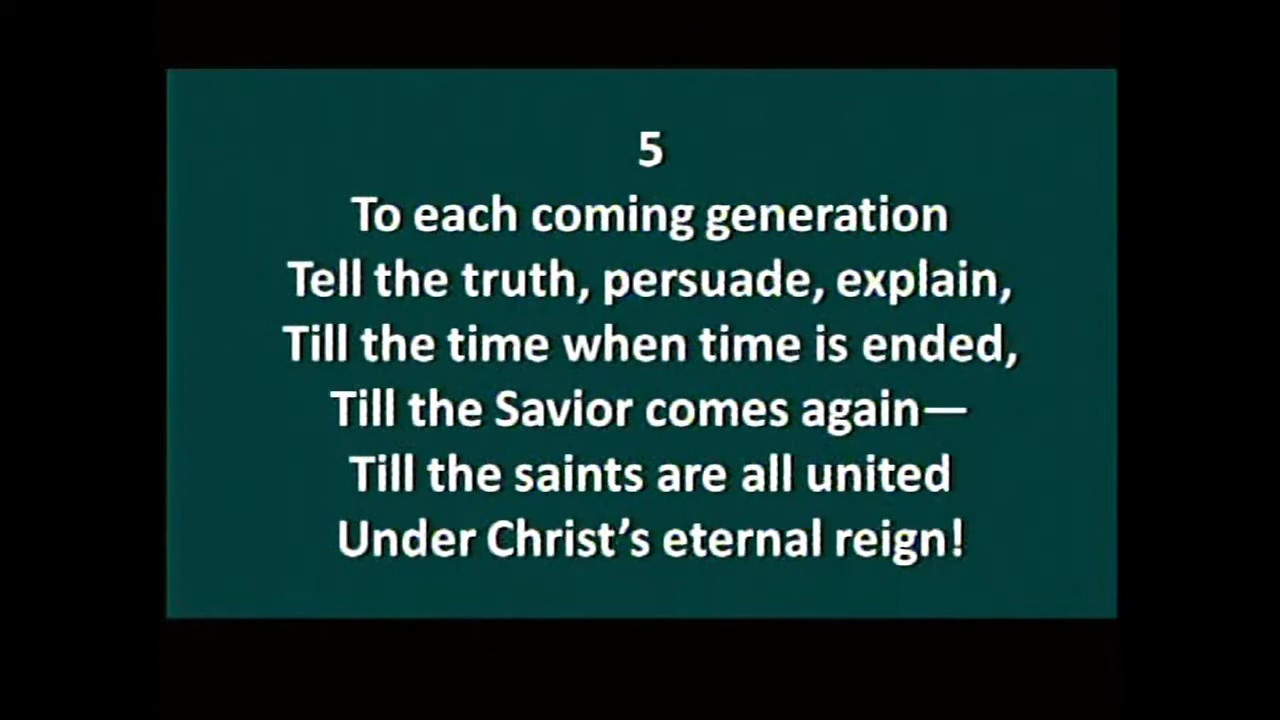 5
To each coming generation
Tell the truth, persuade, explain,
Till the time when time is ended,
Till the Savior comes again—
Till the saints are all united
Under Christ’s eternal reign!